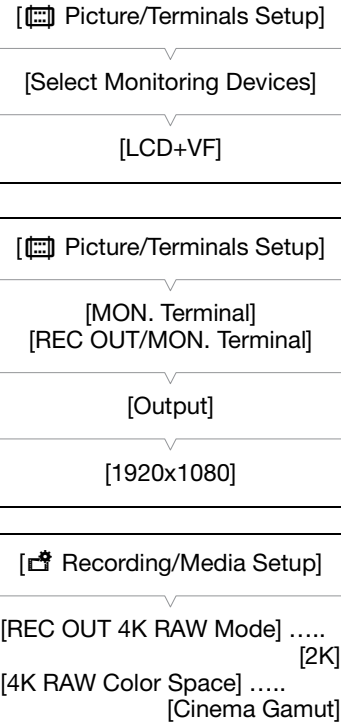 [ Picture/Terminals Setup]
[Select Monitoring Devices]
[LCD+VF]
[ Picture/Terminals Setup]
[MON. Terminal]
[REC OUT/MON. Terminal]
[Output]
[1920x1080]
[ Recording/Media Setup]
[REC OUT 4K RAW Mode] …..
[2K]
[4K RAW Color Space] …..
[Cinema Gamut]